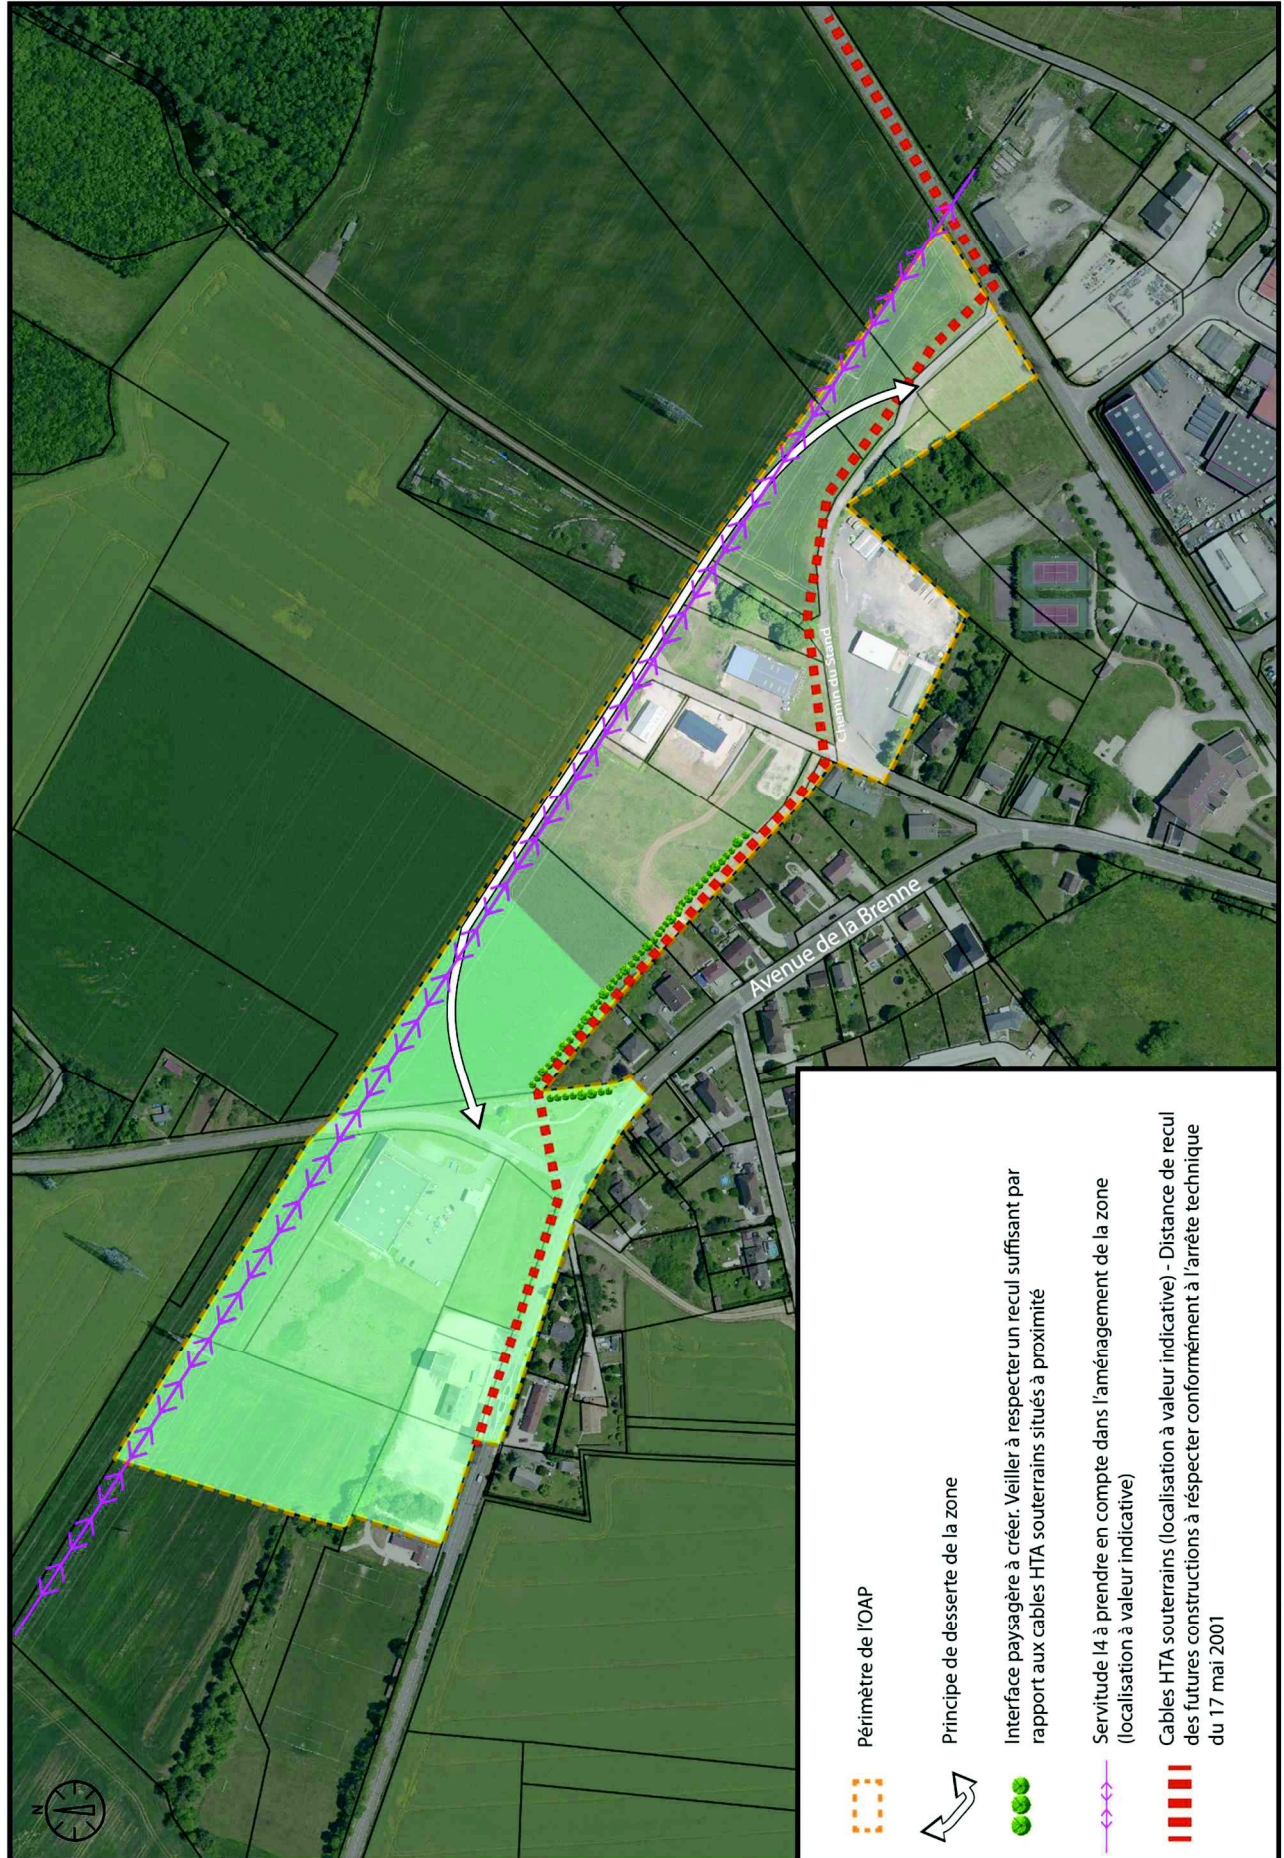 N
Chemin du Stand
Avenue de la Brenne
Périmètre de l'OAP
Principe de desserte de la zone
Interface paysagère à créer. Veiller à respecter un recul suffisant par
rapport aux cables HTA souterrains situés à proximité
Servitude I4 à prendre en compte dans l'aménagement de la zone
(localisation à valeur indicative)
Cables HTA souterrains (localisation à valeur indicative) - Distance de recul
des futures constructions à réspecter conformément à l'arrête technique
du 17 mai 2001